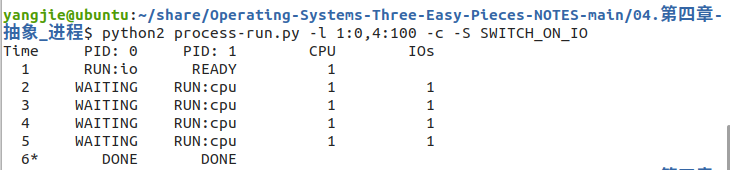 yangjie@ubuntu:~/share/Operating-Systems-Three-Easy-Pieces-NOTES-main/04.第四章-
抽象_进程$ python2 process-run.py -l 1:0,4:100 -c -S SWITCH_ON_IO
Time     PID: 0     PID: 1        CPU        IOs
  1      RUN:io      READY          1
  2     WAITING    RUN:cpu          1          1
  3     WAITING    RUN:cpu          1          1
  4     WAITING    RUN:cpu          1          1
  5     WAITING    RUN:cpu          1          1
  6*       DONE       DONE